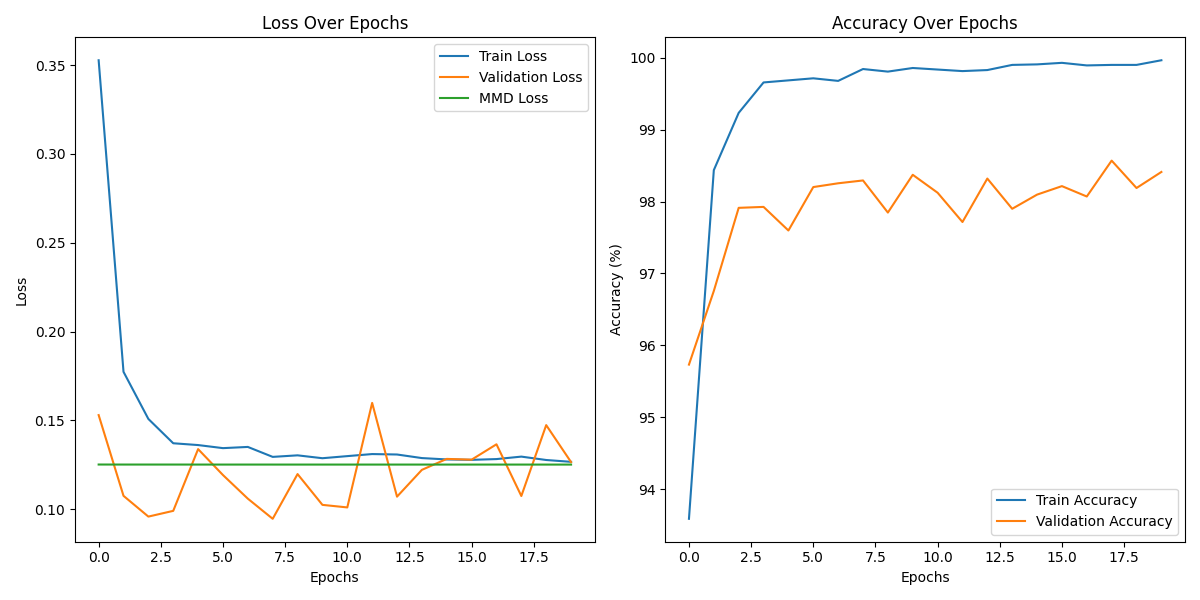 Loss Over Epochs
Train Loss
Validation Loss
MMD Loss
0.35
0.30
0.25
0.20
0.15
0.10
Loss
0.0 2.5 5.0 7.5 10.0 12.5 15.0 17.5
Epochs
Accuracy Over Epochs
100
99
98
97
96
95
94
Accuracy (%)
Train Accuracy
Validation Accuracy
0.0 2.5 5.0 7.5 10.0 12.5 15.0 17.5
Epochs